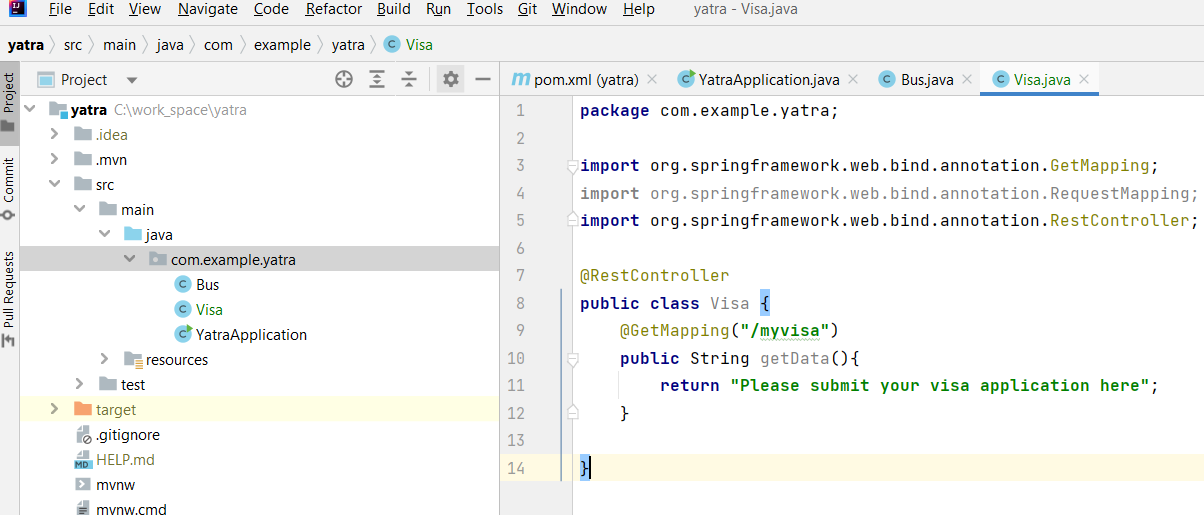 File Edit View Navigate Code Refactor Build Run Tools Git Window Help yatra - Visa.java
yatra src main java com example yatra Visa
Project
Commit
Pull Requests
Project
yatra C:\work_space\yatra
.idea
.mvn
src
main
java
com.example.yatra
Bus
Visa
YatraApplication
resources
test
target
.gitignore
HELP.md
mvnw
mvnw.cmd
pom.xml (yatra) YatraApplication.java Bus.java Visa.java
1 package com.example.yatra;
2
3 import org.springframework.web.bind.annotation.GetMapping;
4 import org.springframework.web.bind.annotation.RequestMapping;
5 import org.springframework.web.bind.annotation.RestController;
6
7 @RestController
8 public class Visa {
9 @GetMapping("/myvisa")
10 public String getData(){
11 return "Please submit your visa application here";
12 }
13
14 }